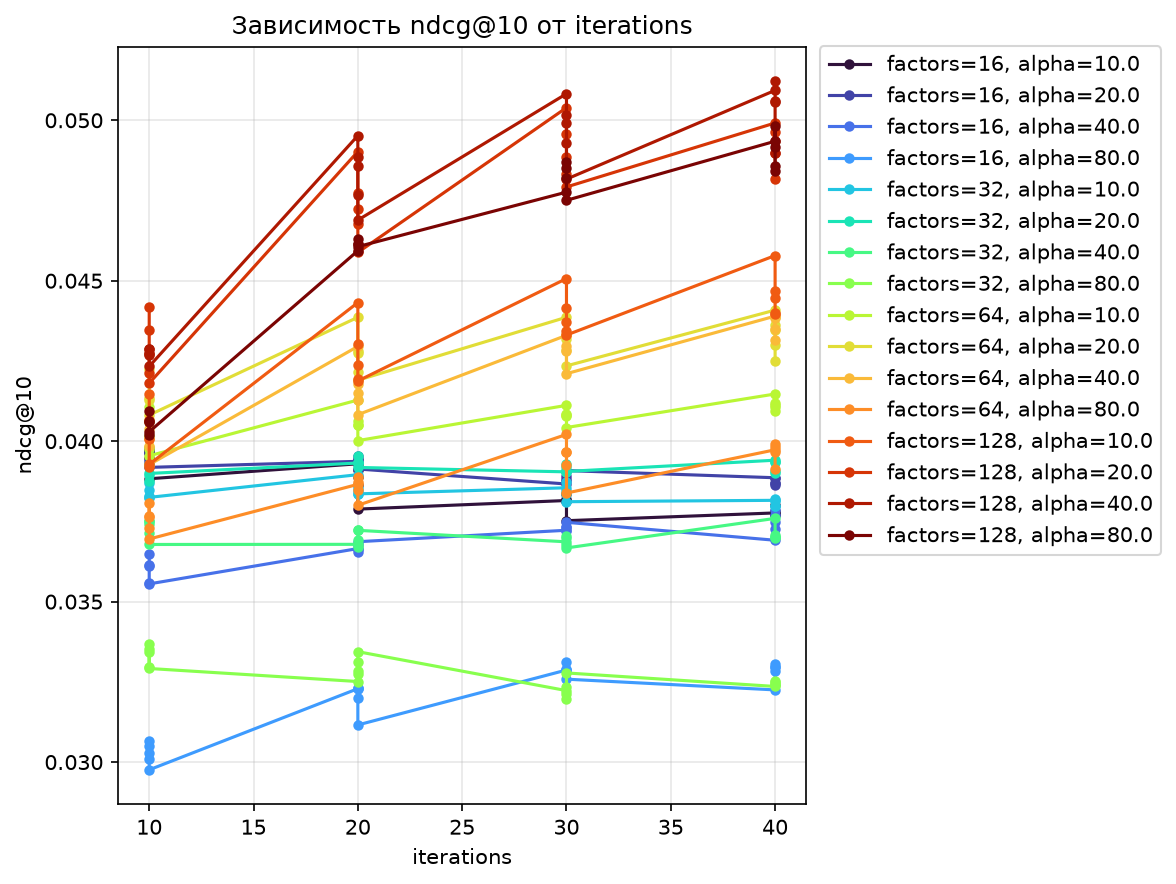 Зависимость ndcg@10 от iterations
ndcg@10
0.050
0.045
0.040
0.035
0.030
10 15 20 25 30 35 40
iterations
factors=16, alpha=10.0
factors=16, alpha=20.0
factors=16, alpha=40.0
factors=16, alpha=80.0
factors=32, alpha=10.0
factors=32, alpha=20.0
factors=32, alpha=40.0
factors=32, alpha=80.0
factors=64, alpha=10.0
factors=64, alpha=20.0
factors=64, alpha=40.0
factors=64, alpha=80.0
factors=128, alpha=10.0
factors=128, alpha=20.0
factors=128, alpha=40.0
factors=128, alpha=80.0